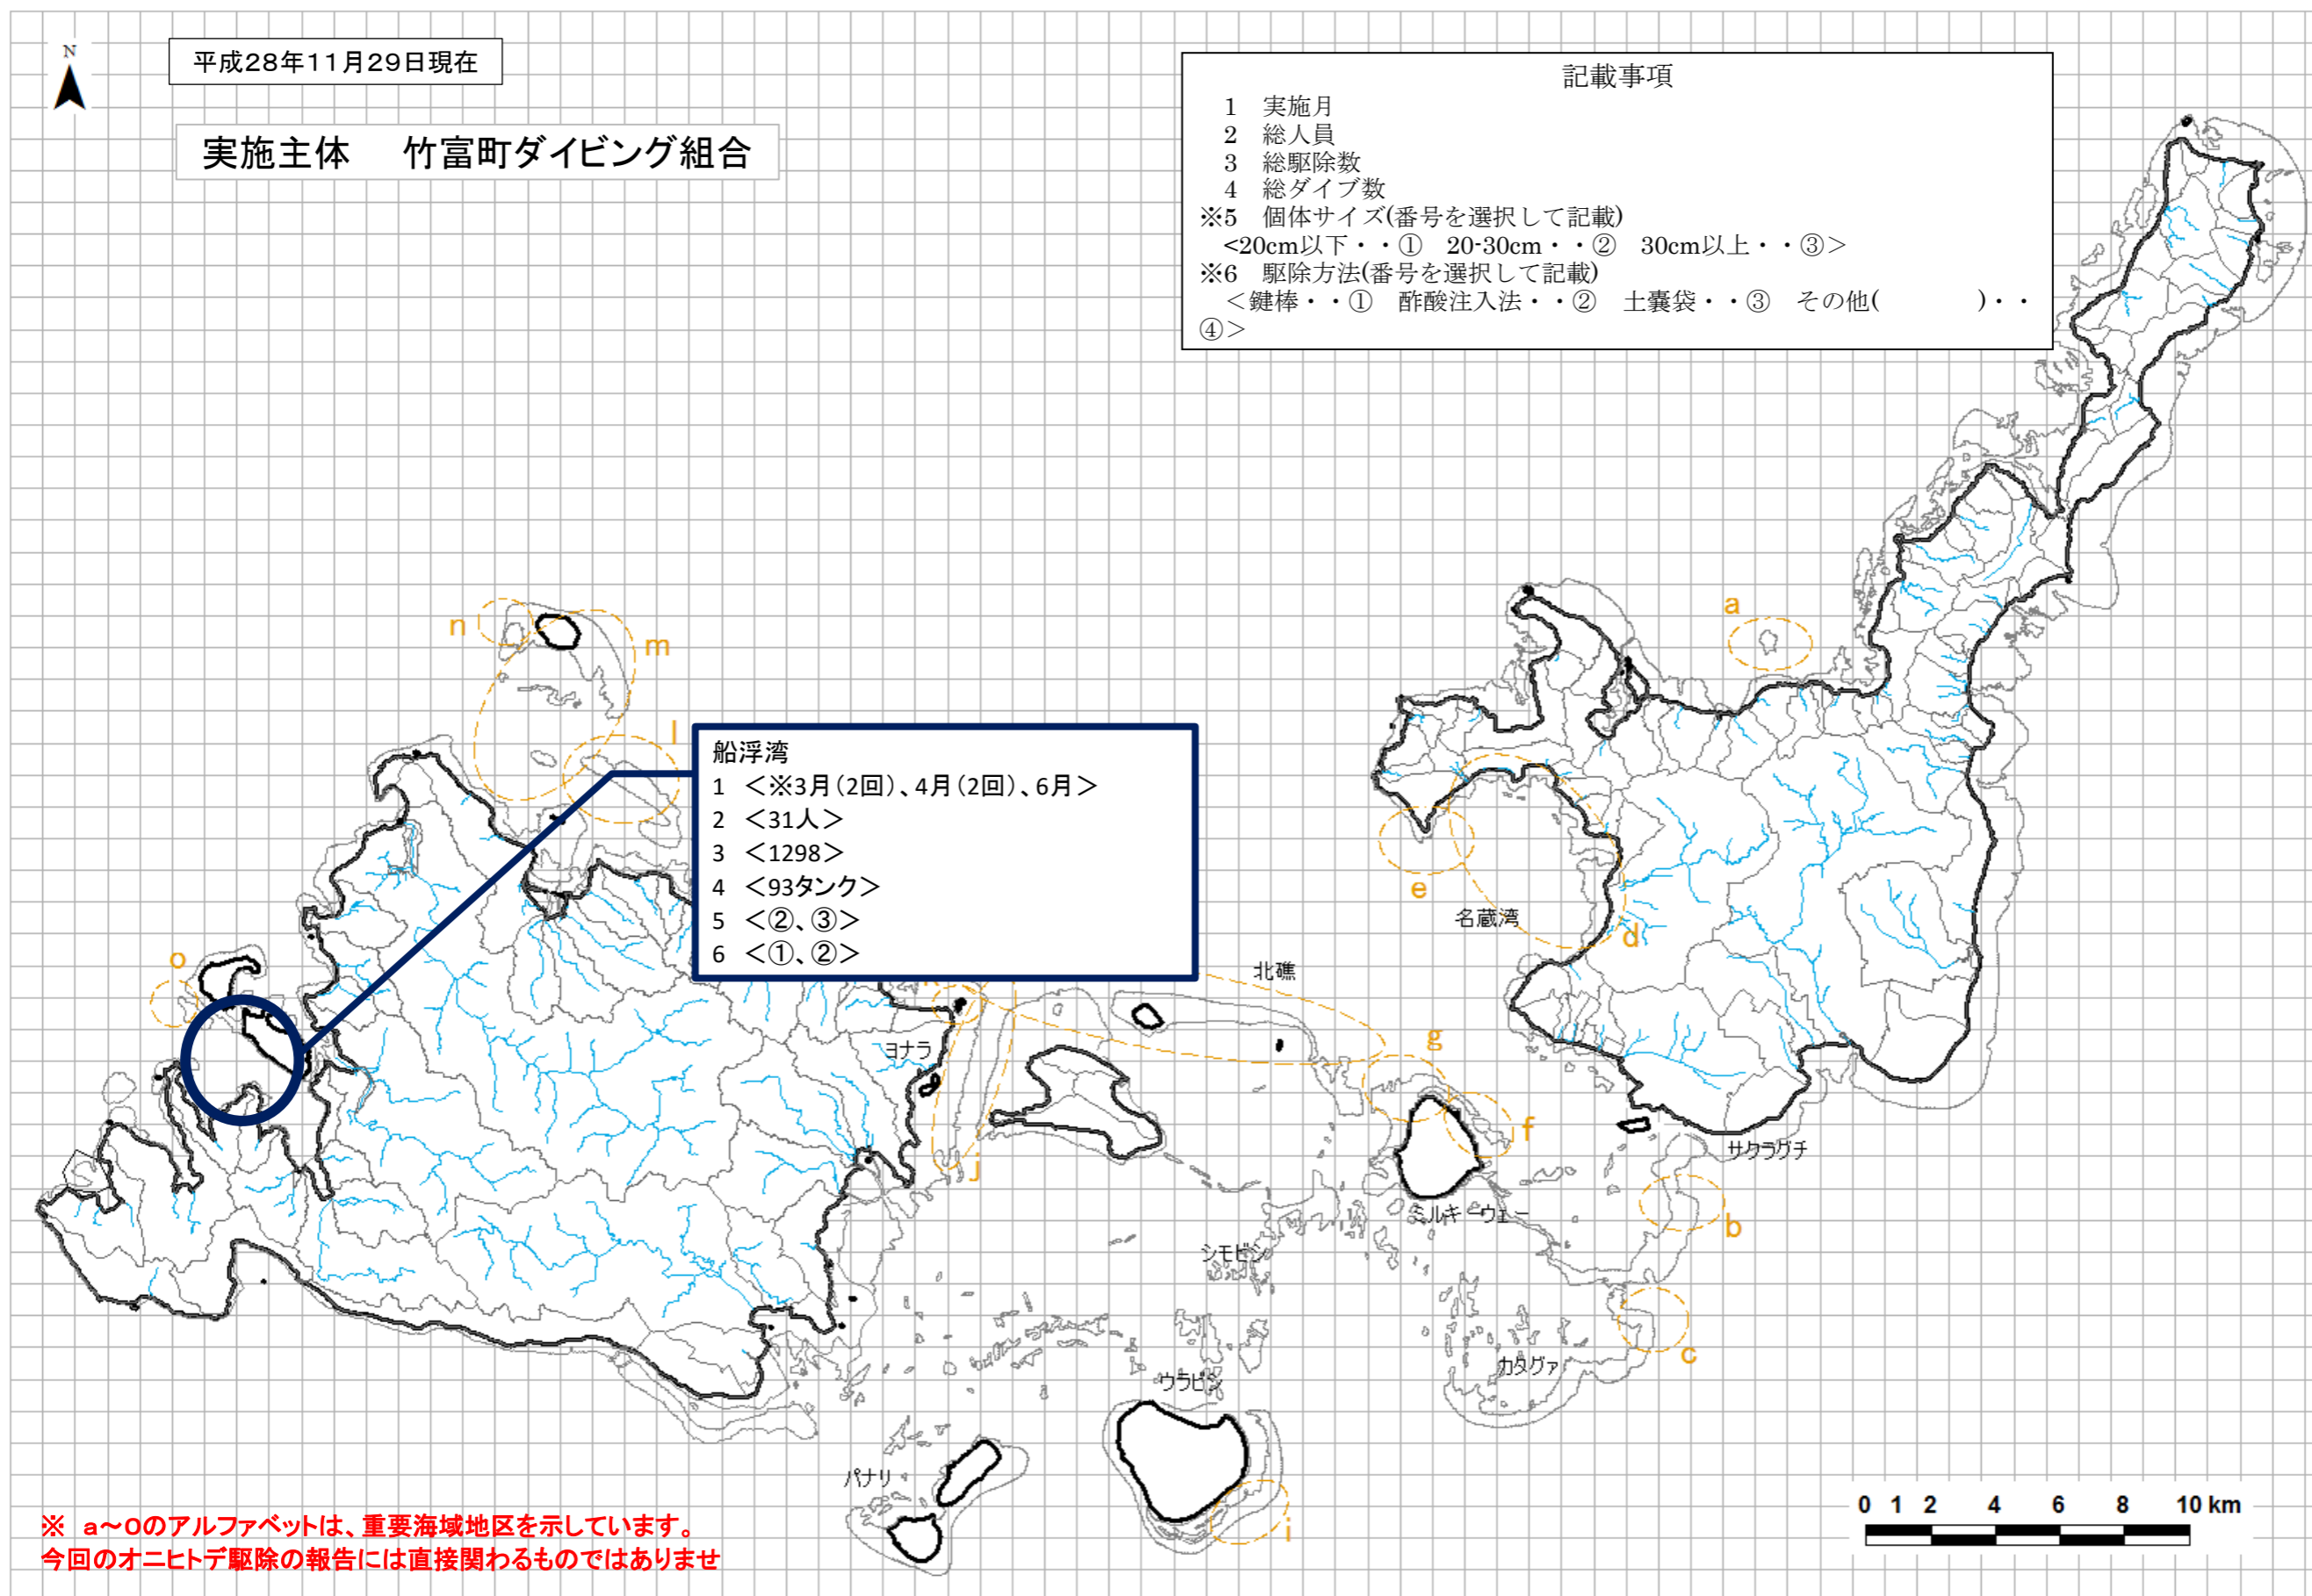 N
平成28年11月29日現在
実施主体　竹富町ダイビング組合
記載事項
1　実施月
2　総人員
3　総駆除数
4　総ダイブ数
※5　個体サイズ(番号を選択して記載)
<20cm以下・・①　20-30cm・・②　30cm以上・・③>
※6　駆除方法(番号を選択して記載)
＜鍵棒・・①　酢酸注入法・・②　土嚢袋・・③　その他(　　　　)・・
④>
a
n
m
l
船浮湾
1　＜※3月（2回）、4月（2回）、6月＞
2　＜31人＞
3　＜1298＞
4　＜93タンク＞
5　＜②、③＞
6　＜①、②＞
e
名蔵湾
d
o
北礁
ヨナラ
g
f
j
サクラグチ
ミルキーウェー
b
シモビシ
c
カタグァ
ウラビシ
パナリ
i
0 1 2 4 6 8 10 km
※ a～oのアルファベットは、重要海域地区を示しています。
今回のオニヒトデ駆除の報告には直接関わるものではありませ